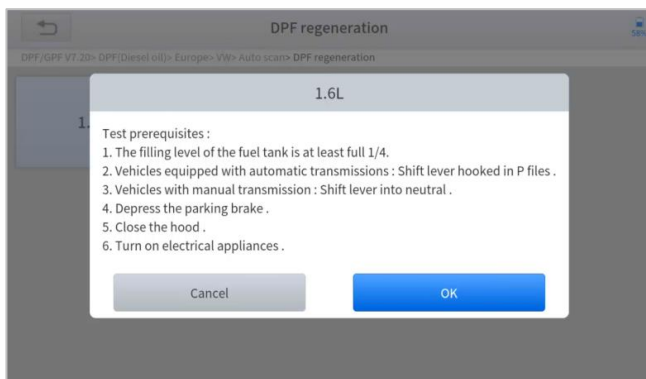 DPF regeneration
58%
DPF/GPF V7.20> DPF(Diesel oil)> Europe> VW> Auto scan> DPF regeneration
1.6L
1.
Test prerequisites :
1. The filling level of the fuel tank is at least full 1/4.
2. Vehicles equipped with automatic transmissions : Shift lever hooked in P files .
3. Vehicles with manual transmission : Shift lever into neutral .
4. Depress the parking brake .
5. Close the hood .
6. Turn on electrical appliances .
Cancel
OK